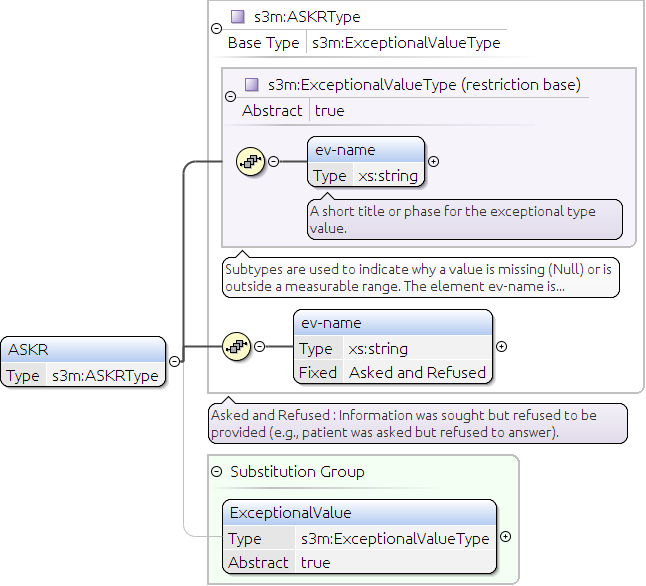 s3m:ASKRType
Base Type s3m:ExceptionalValueType
s3m:ExceptionalValueType (restriction base)
Abstract true
ev-name
Type xs:string
A short title or phase for the exceptional type
value.
Subtypes are used to indicate why a value is missing (Null) or is
outside a measurable range. The element ev-name is...
ev-name
Type xs:string
Fixed Asked and Refused
ASKR
Type s3m:ASKRType
Asked and Refused : Information was sought but refused to be
provided (e.g., patient was asked but refused to answer).
Substitution Group
ExceptionalValue
Type s3m:ExceptionalValueType
Abstract true